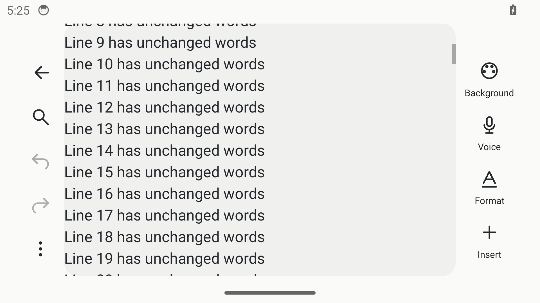 5:25
Line 9 has unchanged words
Line 10 has unchanged words
Line 11 has unchanged words
Line 12 has unchanged words
Line 13 has unchanged words
Line 14 has unchanged words
Line 15 has unchanged words
Line 16 has unchanged words
Line 17 has unchanged words
Line 18 has unchanged words
Line 19 has unchanged words
Background
Voice
Format
Insert